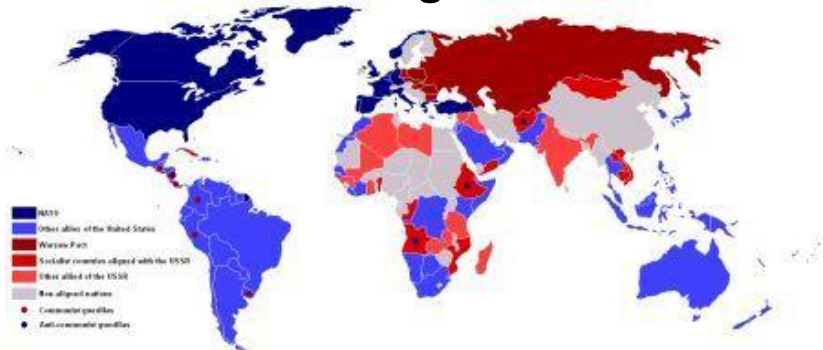 g
NATO
Other allies of the United States
Warsaw Pact
Socialist countries aligned with the USSR
Other allied of the USSR
Non-aligned nations
Communist guerillas
Anti-communist guerillas